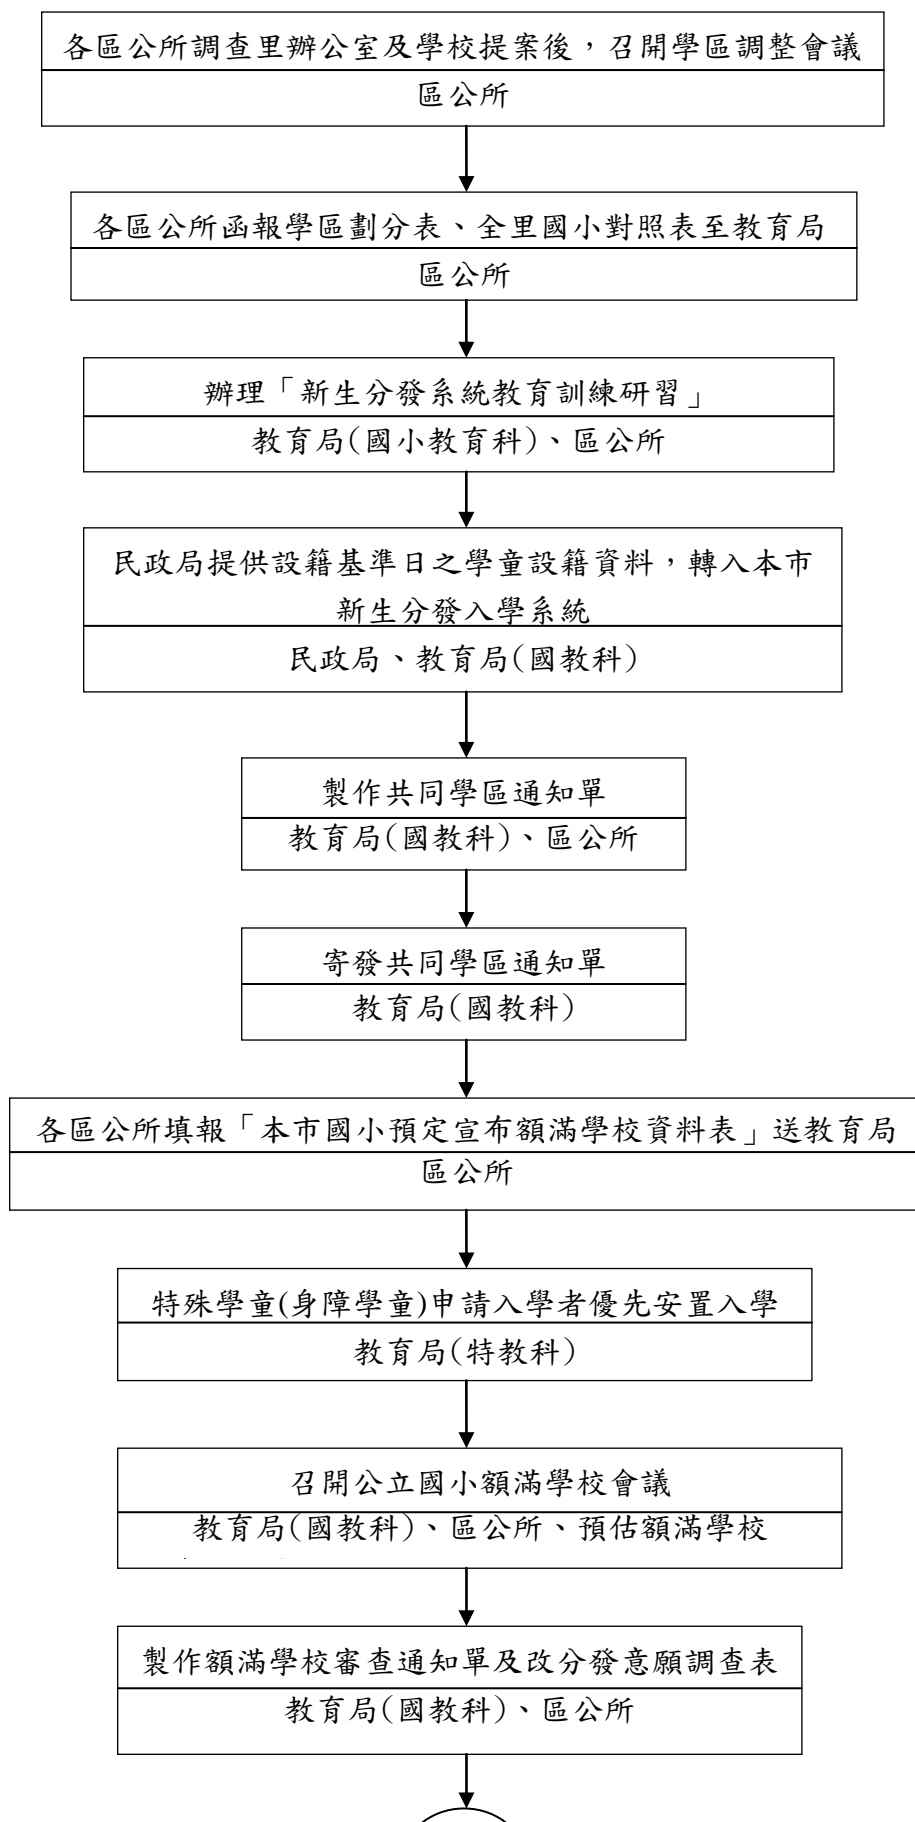 各區公所調查里辦公室及學校提案後，召開學區調整會議
區公所
各區公所函報學區劃分表、全里國小對照表至教育局
區公所
辦理「新生分發系統教育訓練研習」
教育局(國小教育科)、區公所
民政局提供設籍基準日之學童設籍資料，轉入本市
新生分發入學系統
民政局、教育局(國教科)
製作共同學區通知單
教育局(國教科)、區公所
寄發共同學區通知單
教育局(國教科)
各區公所填報「本市國小預定宣布額滿學校資料表」送教育局
區公所
特殊學童(身障學童)申請入學者優先安置入學
教育局(特教科)
召開公立國小額滿學校會議
教育局(國教科)、區公所、預估額滿學校
製作額滿學校審查通知單及改分發意願調查表
教育局(國教科)、區公所